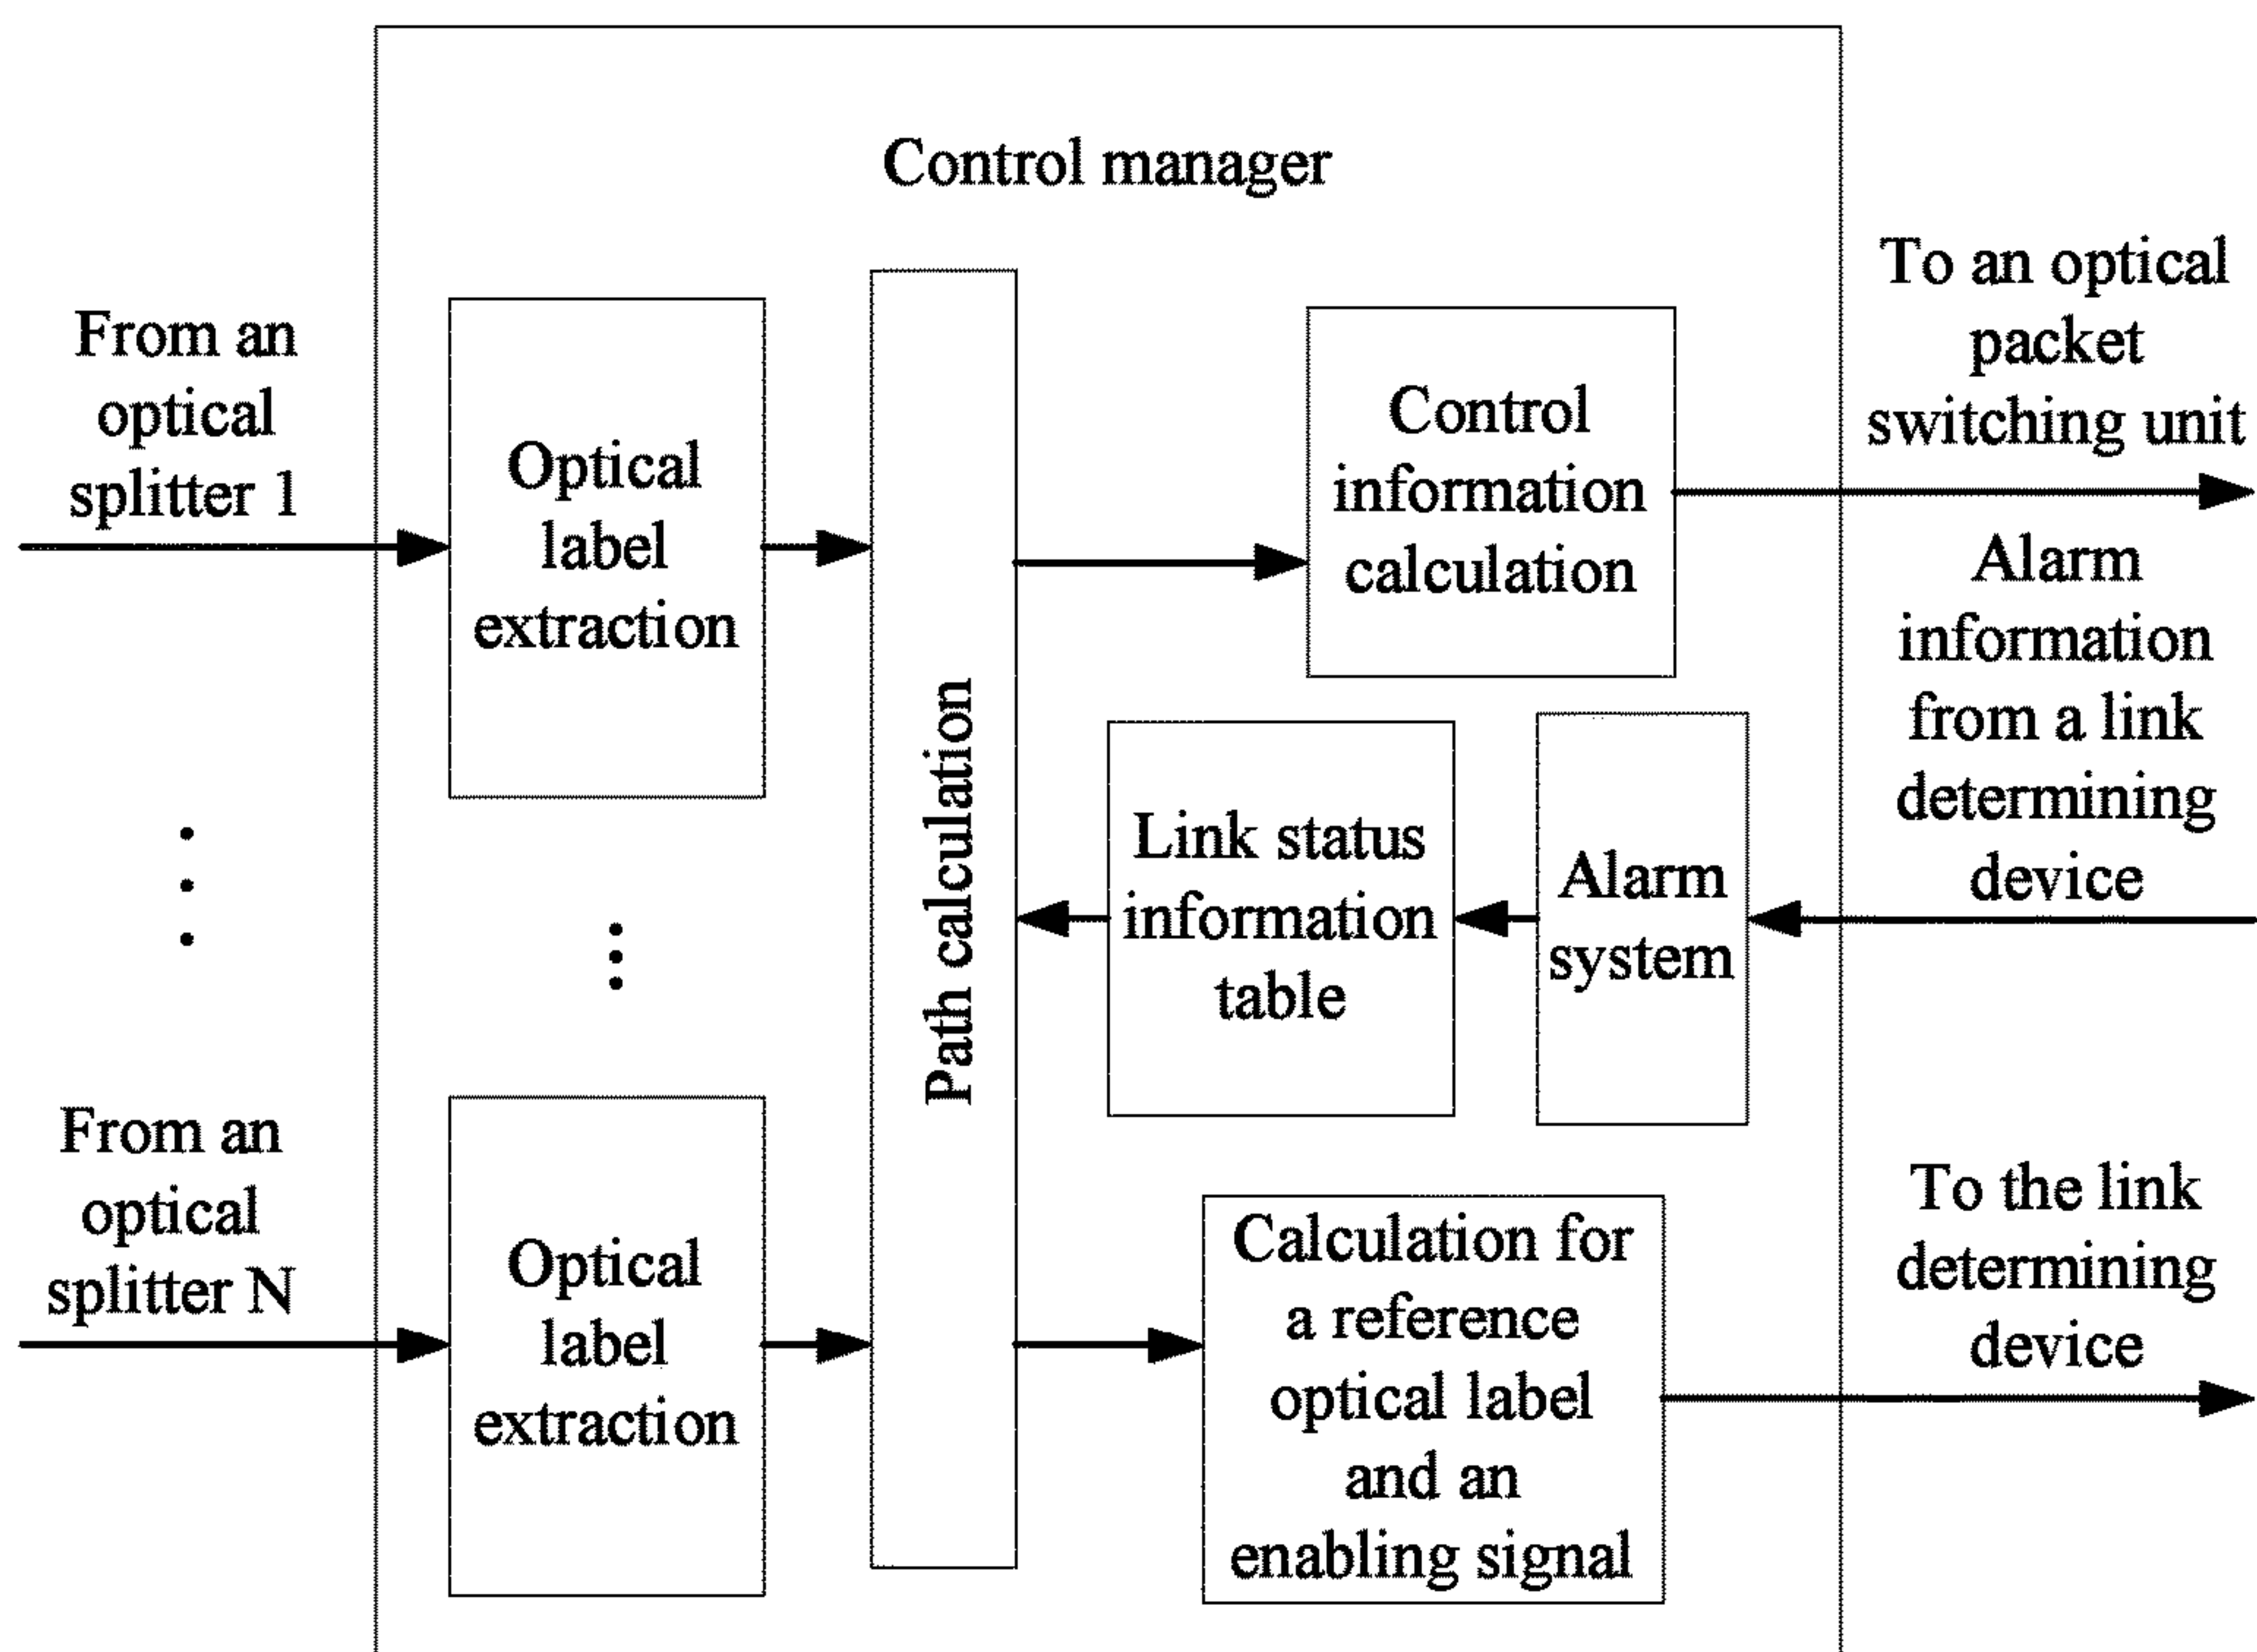 Control manager
From an
optical
splitter 1
Optical
label
extraction
Path calculation
Control
information
calculation
To an optical
packet
switching unit
Link status
information
table
Alarm
system
Alarm
information
from a link
determining
device
From an
optical
splitter N
Optical
label
extraction
Calculation for
a reference
optical label
and an
enabling signal
To the link
determining
device